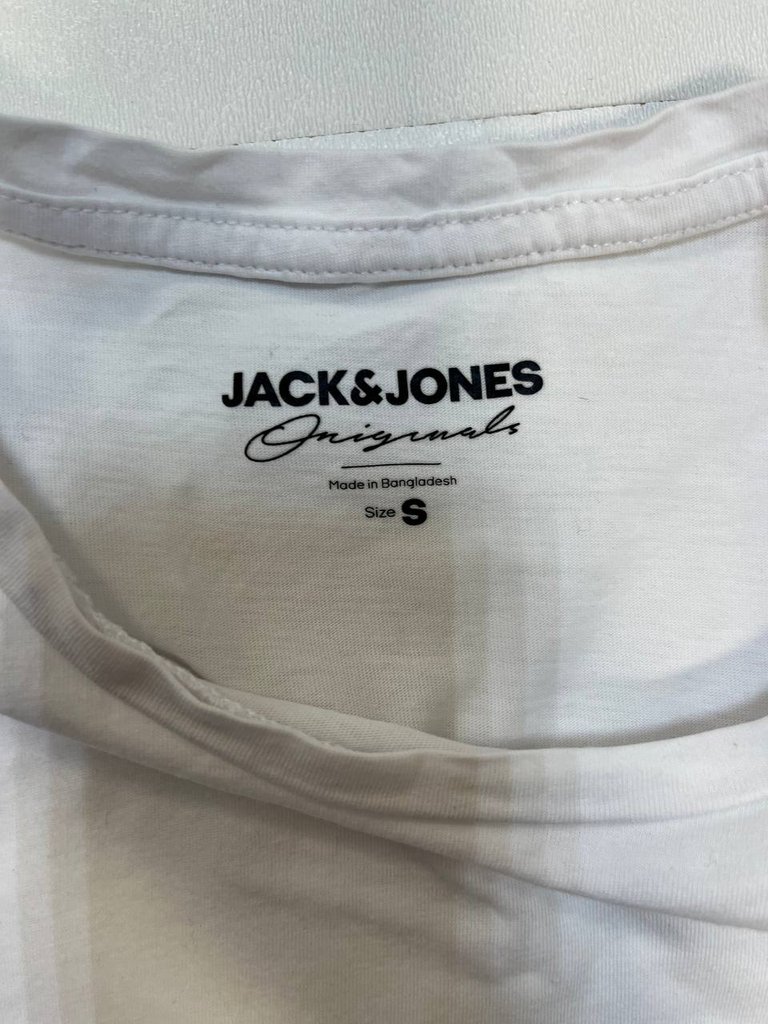 JACK&JONES
Originals
Made in Bangladesh
Size S